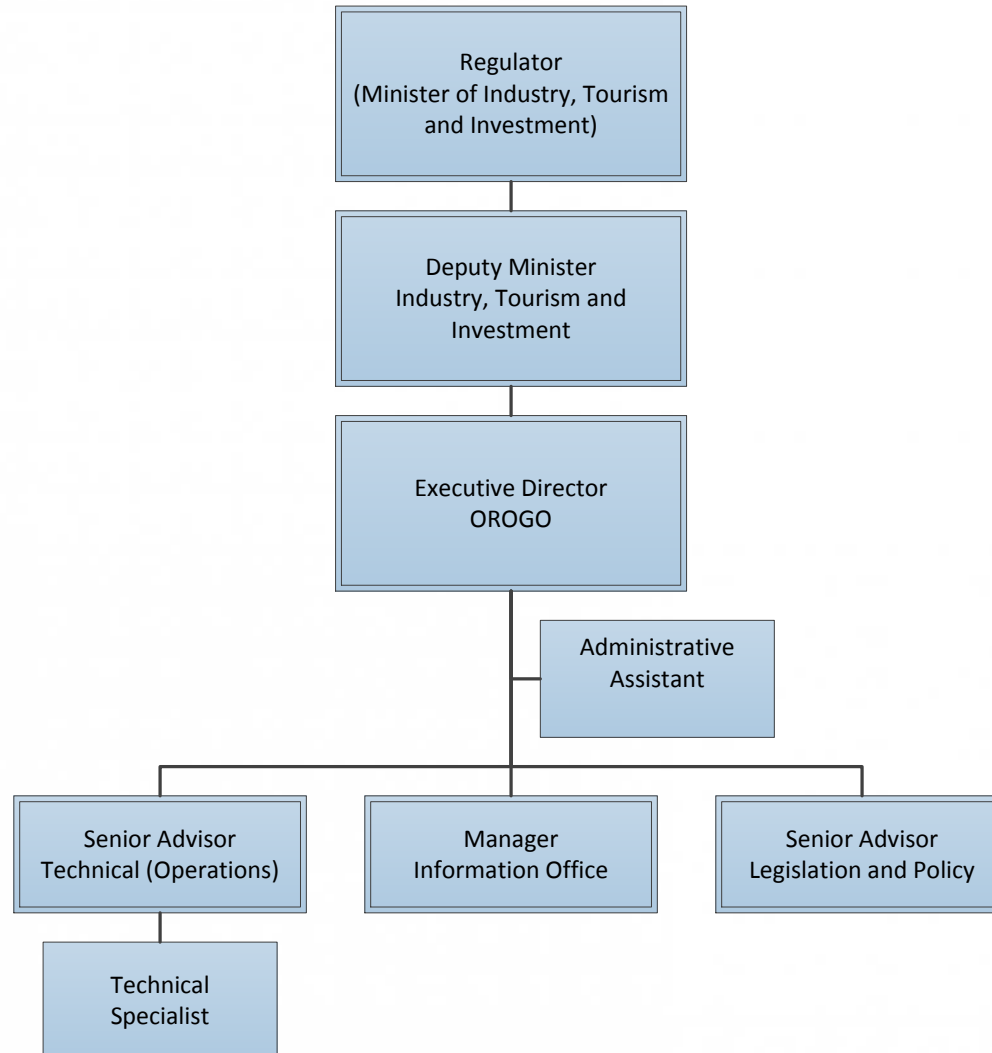 Regulator
(Minister of Industry, Tourism
and Investment)
Deputy Minister
Industry, Tourism and
Investment
Executive Director
OROGO
Administrative
Assistant
Senior Advisor
Technical (Operations)
Manager
Information Office
Senior Advisor
Legislation and Policy
Technical
Specialist